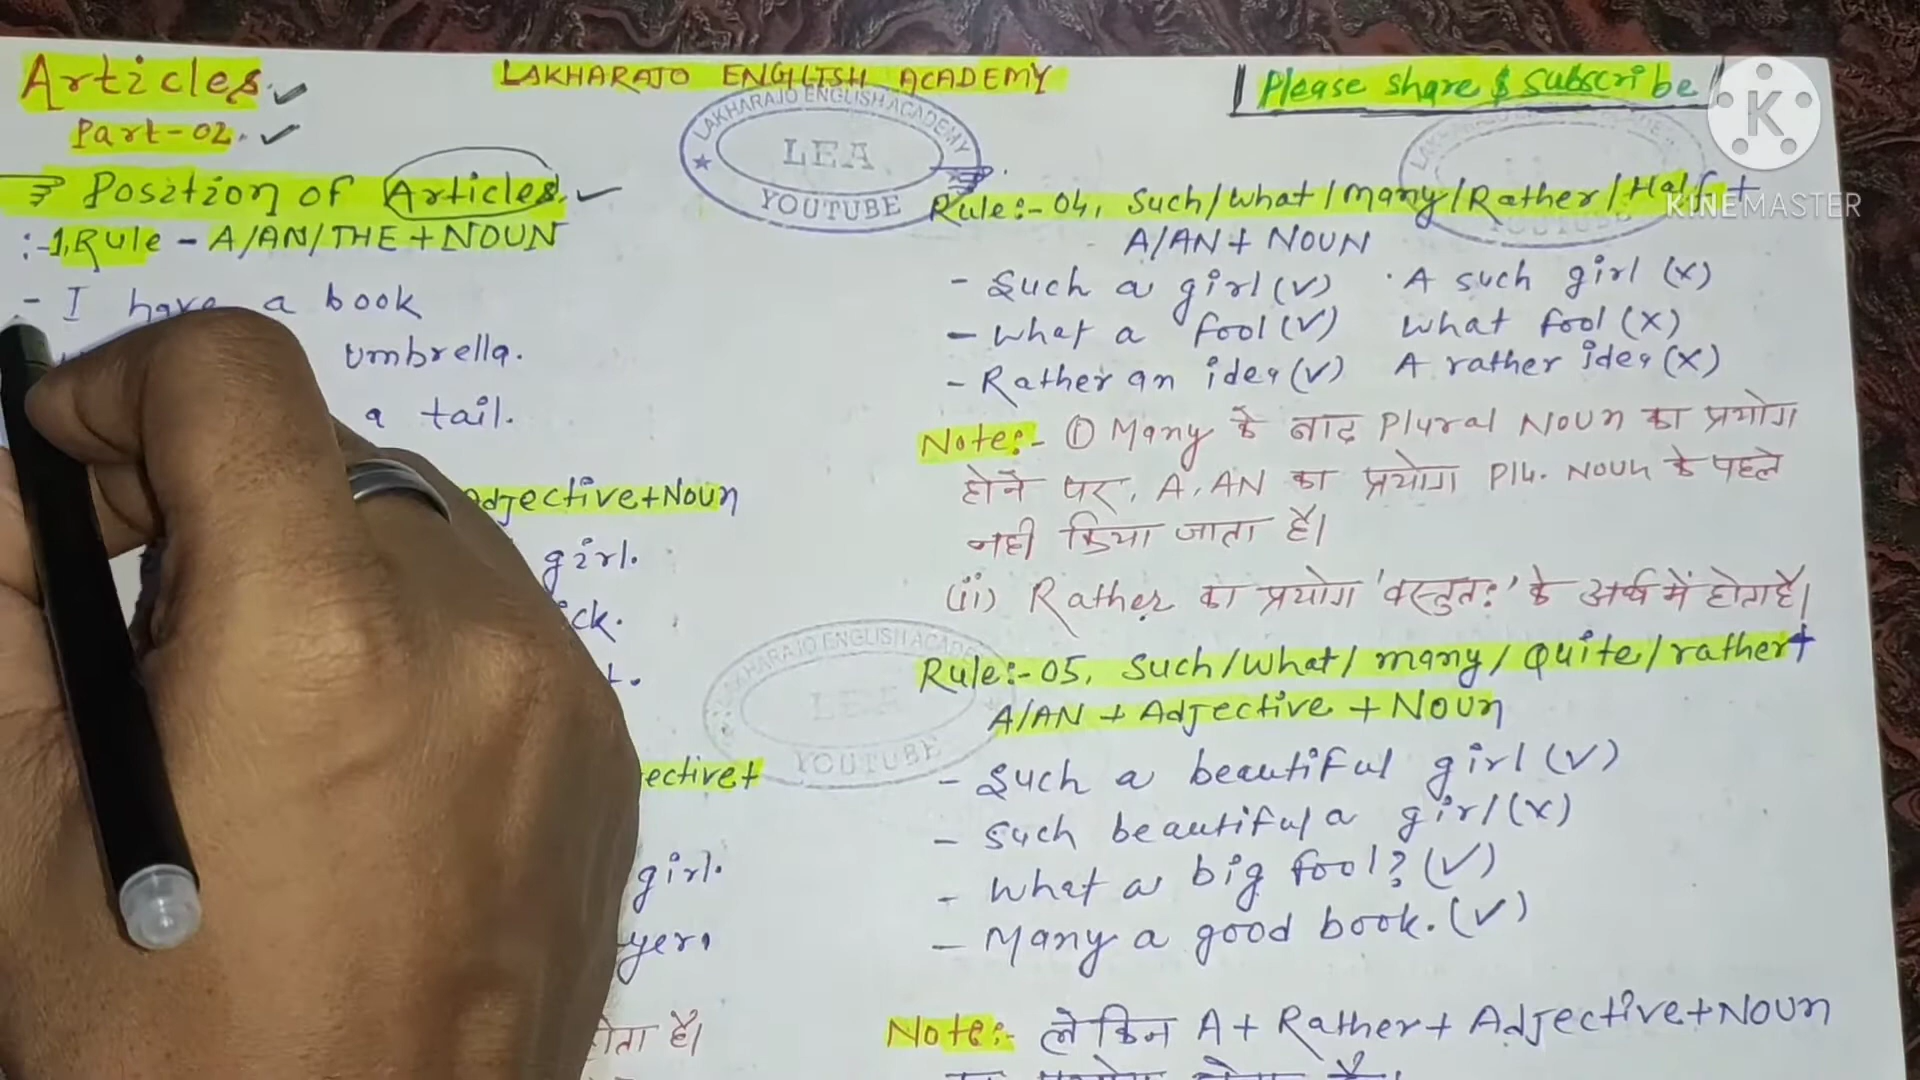 Articles
Part-02.
LAKHARAJO ENGLISH ACADEMY
Please share & subscribe
LAKHARAJO ENGLISH ACADEMY
LEA
YOUTUBE
KINEMASTER
Position of Articles.
:-1, Rule - A/AN/THE + NOUN
- I have a book
umbrella.
a tail.
Adjective+Noun
girl.
ective+
girl.
होता है।
Rule:- 04, Such/What/many/Rather/Half +
A/AN + NOUN
- Such a girl (✓) · A such girl (x)
- What a fool (✓) What fool (x)
- Rather an idea (✓) A rather idea (x)
Note:- ① Many के बाद Plural Noun का प्रयोग
होने पर, A, AN का प्रयोग Plu. Noun के पहले
नही किया जाता है।
(ii) Rather का प्रयोग 'वस्तुतः' के अर्थ में होता है।
Rule:- 05, Such/What/many/Quite/rather+
A/AN + Adjective + Noun
LEA
YOUTUBE
- Such a beautiful girl (✓)
- Such beautiful a girl (x)
- What a big fool? (✓)
- Many a good book. (✓)
Note:- लेकिन A + Rather + Adjective + Noun